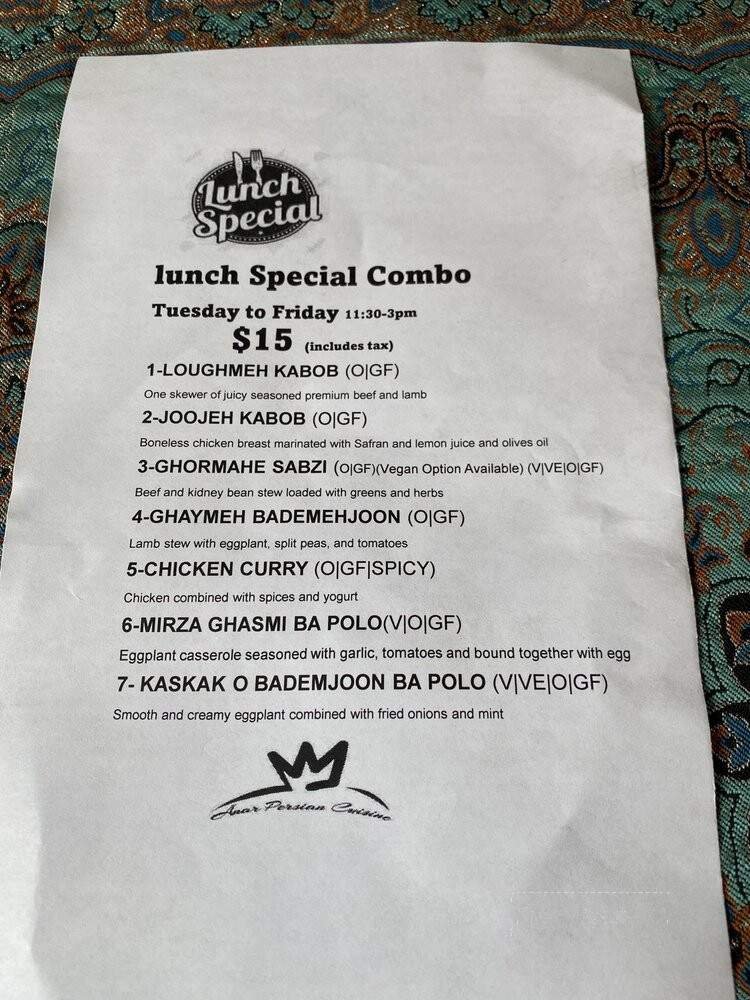 Lunch
Special
lunch Special Combo
Tuesday to Friday 11:30-3pm
$15 (includes tax)
1-LOUGHMEH KABOB (O|GF)
One skewer of juicy seasoned premium beef and lamb
2-JOOJEH KABOB (O|GF)
Boneless chicken breast marinated with Safran and lemon juice and olives oil
3-GHORMAHE SABZI (O|GF)(Vegan Option Available) (V|VE|O|GF)
Beef and kidney bean stew loaded with greens and herbs
4-GHAYMEH BADEMEHJOON (O|GF)
Lamb stew with eggplant, split peas, and tomatoes
5-CHICKEN CURRY (O|GF|SPICY)
Chicken combined with spices and yogurt
6-MIRZA GHASMI BA POLO(V|O|GF)
Eggplant casserole seasoned with garlic, tomatoes and bound together with egg
7- KASKAK O BADEMJOON BA POLO (V|VE|O|GF)
Smooth and creamy eggplant combined with fried onions and mint
Anar Persian Cuisine